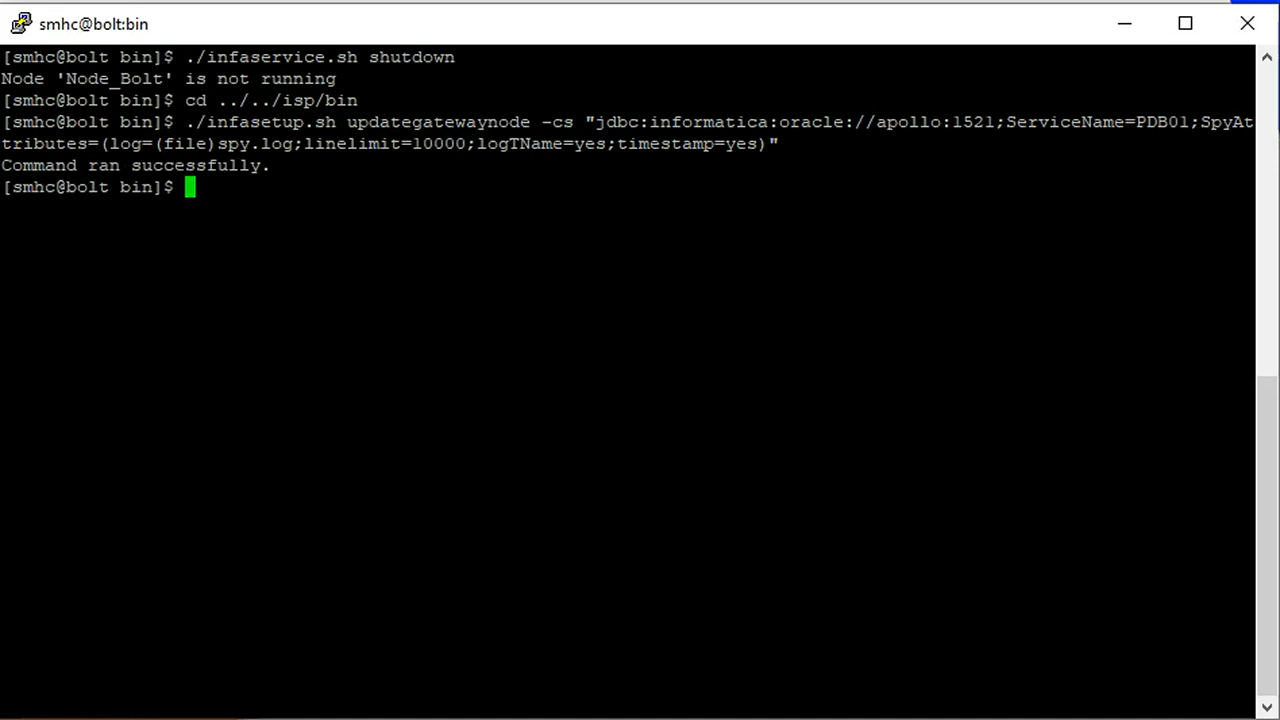 smhc@bolt:bin
[smhc@bolt bin]$ ./infaservice.sh shutdown
Node 'Node_Bolt' is not running
[smhc@bolt bin]$ cd ../../isp/bin
[smhc@bolt bin]$ ./infasetup.sh updategatewaynode -cs "jdbc:informatica:oracle://apollo:1521;ServiceName=PDB01;SpyAt
tributes=(log=(file)spy.log;linelimit=10000;logTName=yes;timestamp=yes)"
Command ran successfully.
[smhc@bolt bin]$